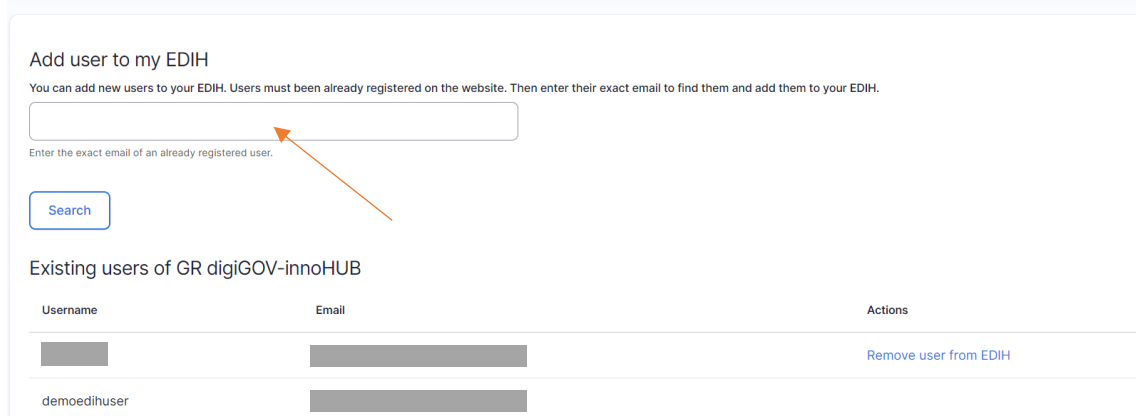 Add user to my EDIH
You can add new users to your EDIH. Users must been already registered on the website. Then enter their exact email to find them and add them to your EDIH.
Enter the exact email of an already registered user.
Search
Existing users of GR digiGOV-innoHUB
Username Email Actions
Remove user from EDIH
demoedihuser